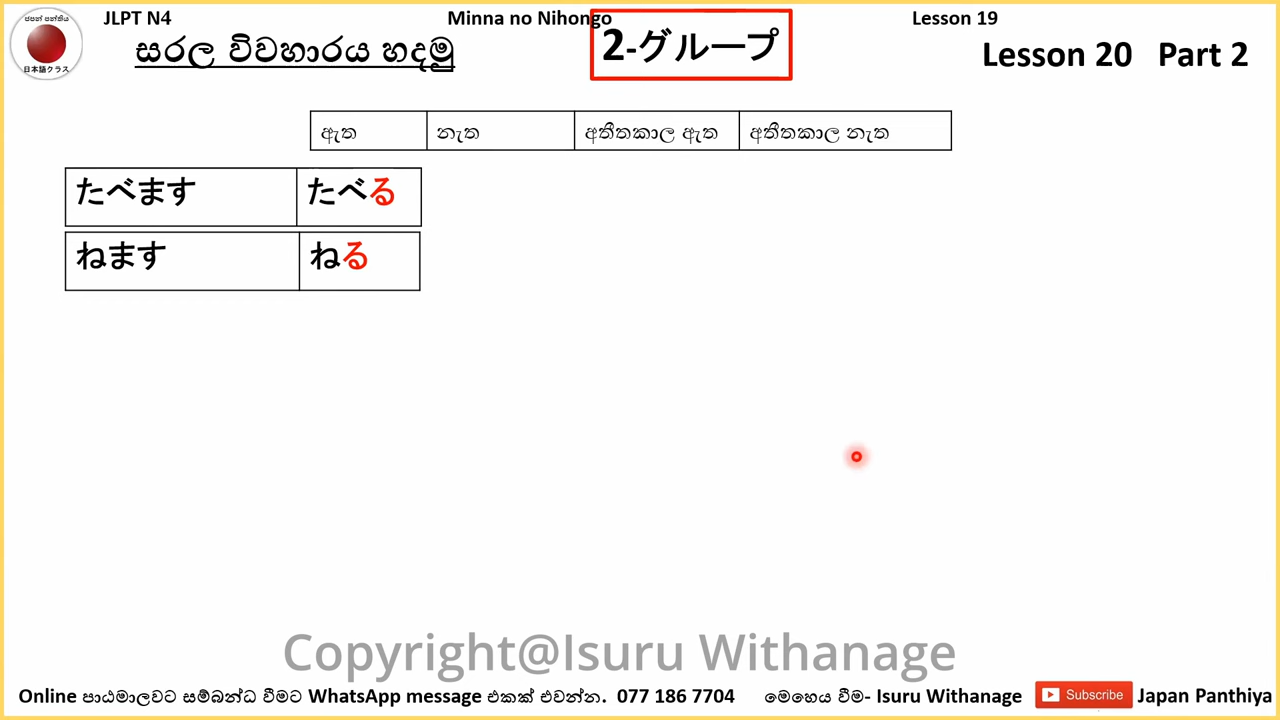 ජපන් පන්තිය
日本語クラス
JLPT N4 Minna no Nihongo Lesson 19
සරල විවහාරය හදමු 2-グループ Lesson 20 Part 2
ඇත නැත අතීතකාල ඇත අතීතකාල නැත
たべます たべる
ねます ねる
Copyright@Isuru Withanage
Online පාඨමාලවට සම්බන්ධ වීමට WhatsApp message එකක් එවන්න. 077 186 7704 මෙහෙය වීම- Isuru Withanage Subscribe Japan Panthiya